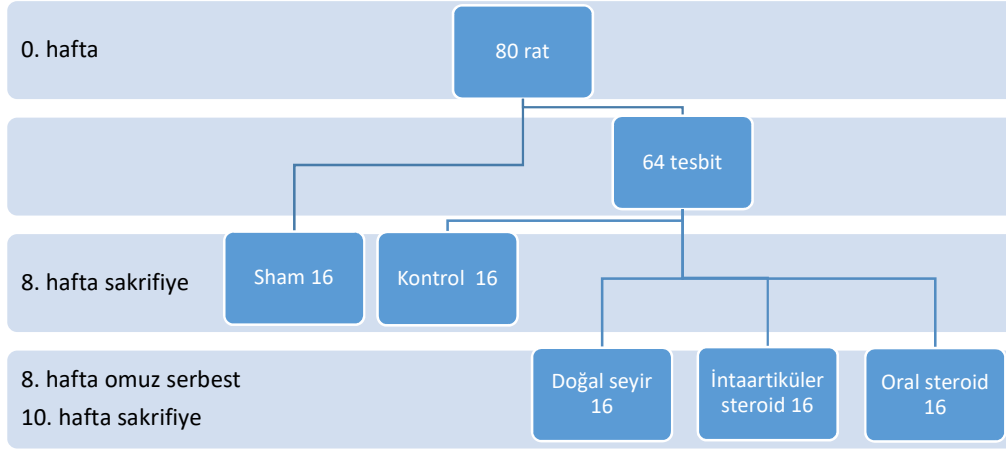 0. hafta
80 rat
64 tesbit
8. hafta sakrifiye
Sham 16
Kontrol 16
8. hafta omuz serbest
10. hafta sakrifiye
Doğal seyir
16
İntaartiküler
steroid 16
Oral steroid
16